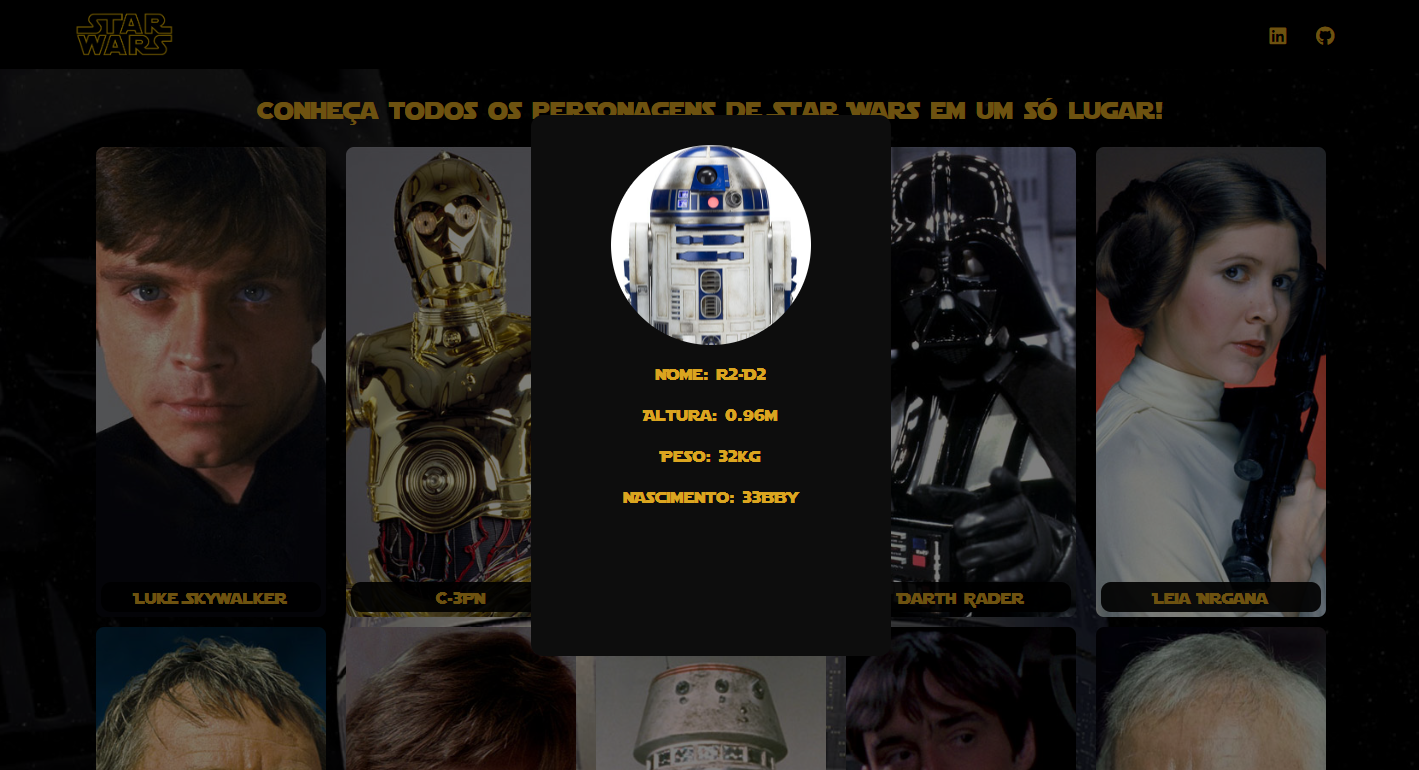 STAR
WARS
CONHEÇA TODOS OS PERSONAGENS DE STAR WARS EM UM SÓ LUGAR!
NOME: R2-D2
ALTURA: 0.96M
PESO: 32KG
NASCIMENTO: 33BBY
LUKE SKYWALKER
C-3PN
DARTH RADER
LEIA NRGANA